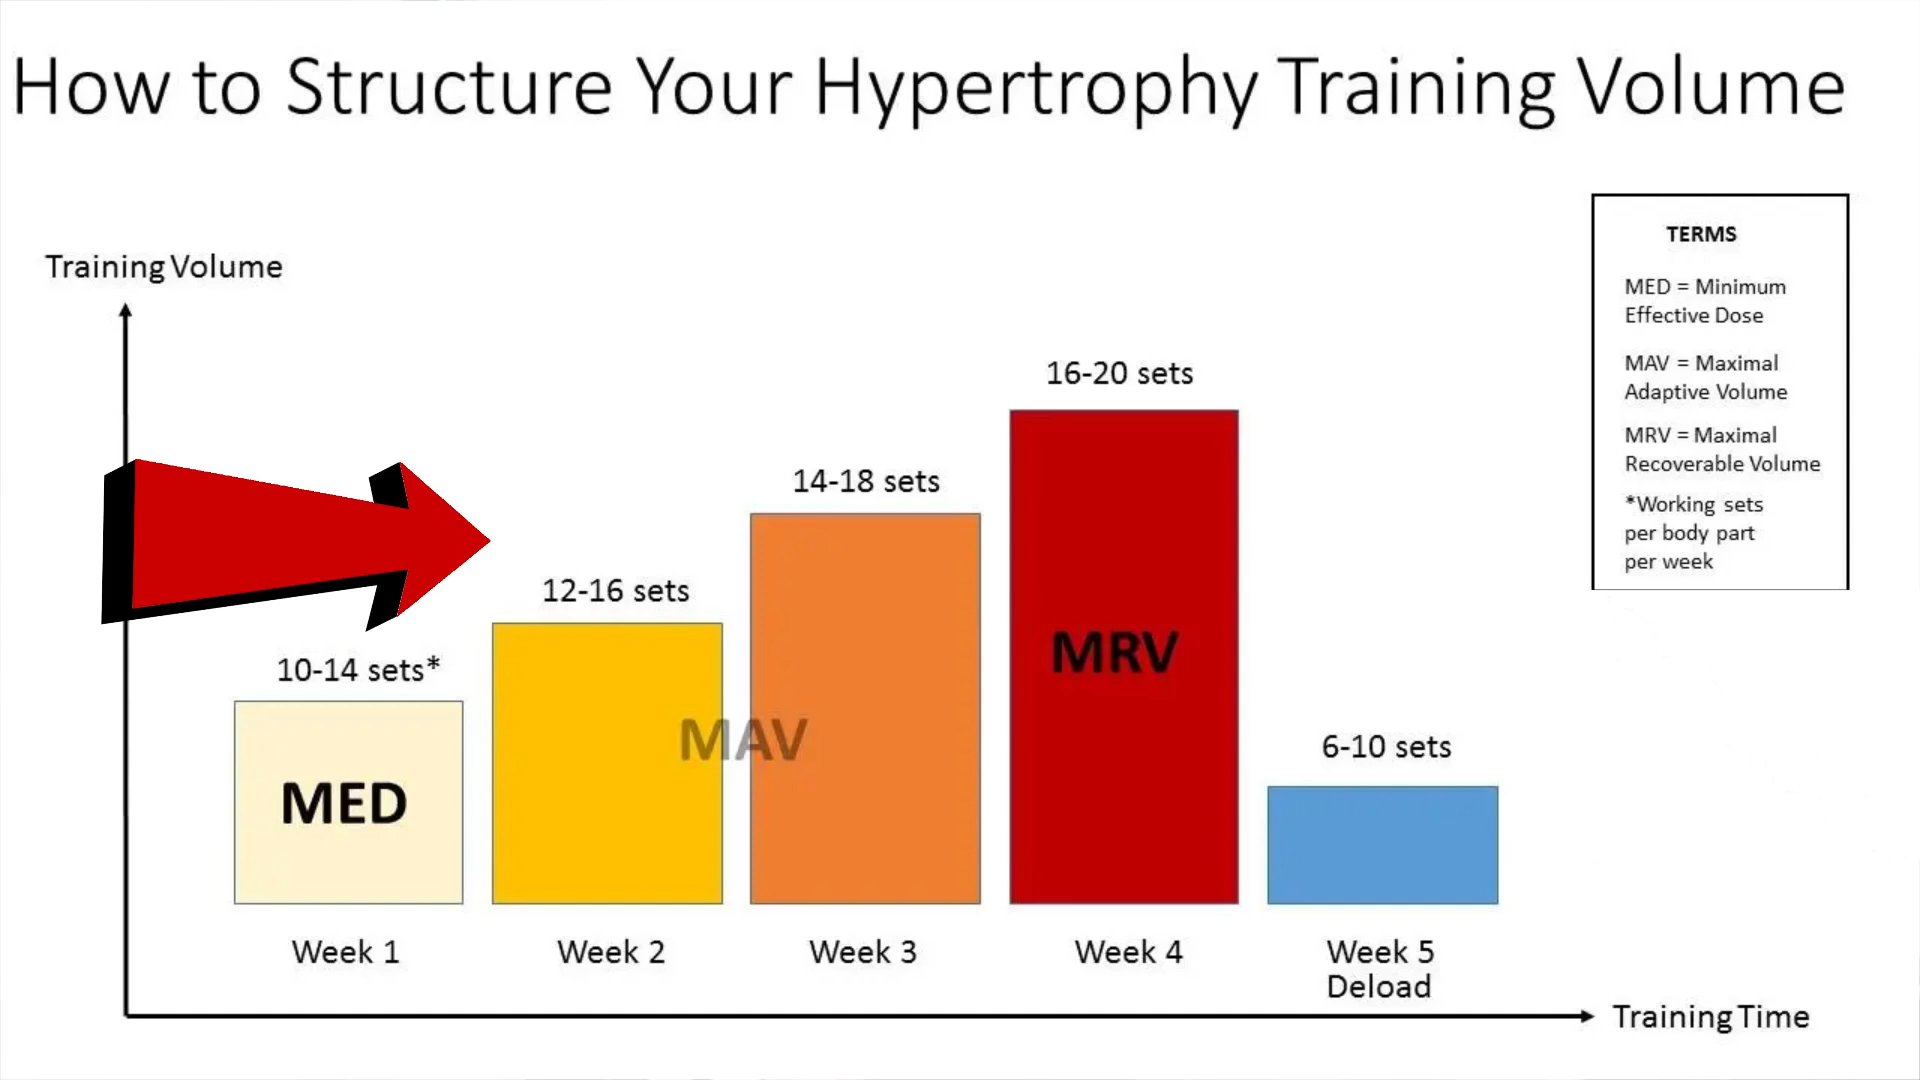 How to Structure Your Hypertrophy Training Volume
TERMS
MED = Minimum
Effective Dose
MAV = Maximal
Adaptive Volume
MRV = Maximal
Recoverable Volume
*Working sets
per body part
per week
Training Volume
16-20 sets
14-18 sets
12-16 sets
10-14 sets*
6-10 sets
MRV
MAV
MED
Week 1
Week 2
Week 3
Week 4
Week 5
Deload
Training Time